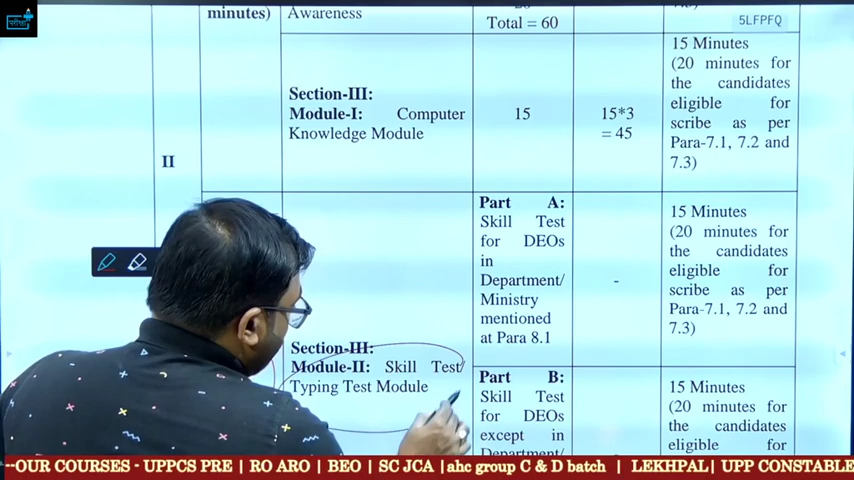 परीक्षा
5LFPFQ
minutes)
Awareness
Total = 60
II
Section-III:
Module-I: Computer
Knowledge Module
15
15*3
= 45
15 Minutes
(20 minutes for
the candidates
eligible for
scribe as per
Para-7.1, 7.2 and
7.3)
Section-III:
Module-II: Skill Test/
Typing Test Module
Part A:
Skill Test
for DEOs
in
Department/
Ministry
mentioned
at Para 8.1
-
15 Minutes
(20 minutes for
the candidates
eligible for
scribe as per
Para-7.1, 7.2 and
7.3)
Part B:
Skill Test
for DEOs
except in
Department/
15 Minutes
(20 minutes for
the candidates
eligible for
--OUR COURSES - UPPCS PRE | RO ARO | BEO | SC JCA |ahc group C & D batch | LEKHPAL| UPP CONSTABLE